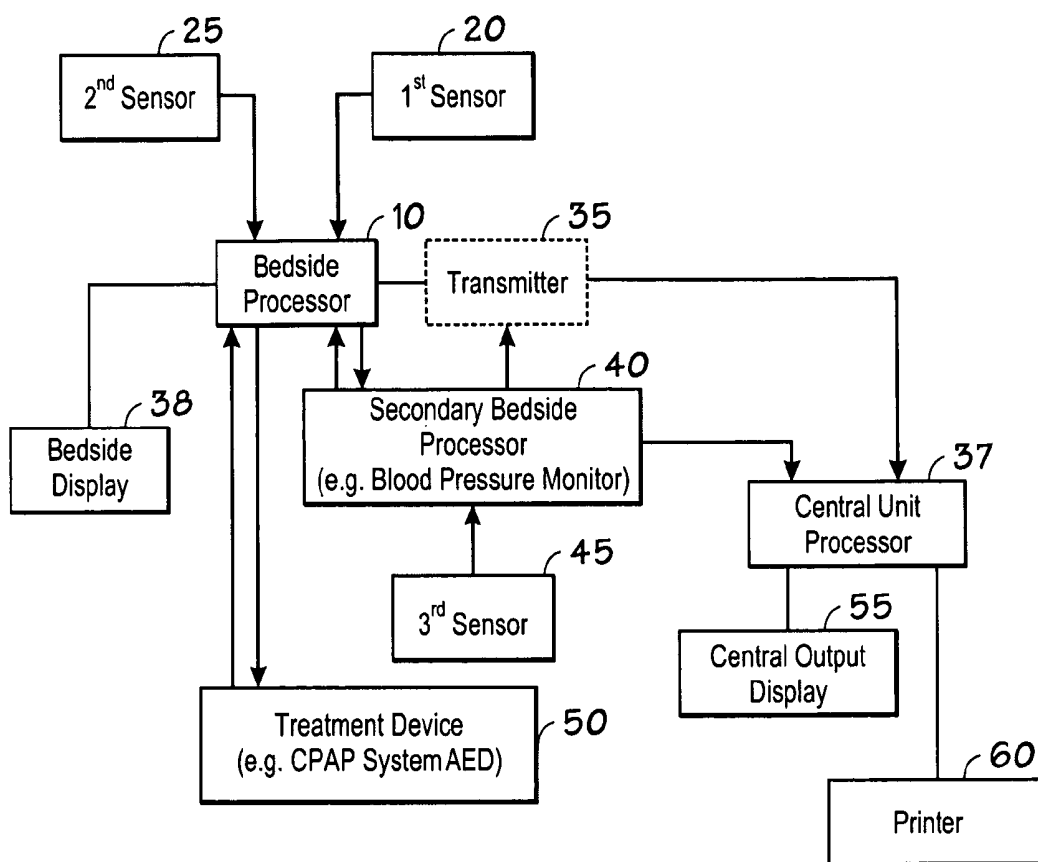 25
20
2nd Sensor
1st Sensor
10
35
Bedside
Processor
Transmitter
40
38
Secondary Bedside
Processor
(e.g. Blood Pressure Monitor)
Bedside
Display
37
Central Unit
Processor
45
3rd Sensor
55
Central Output
Display
50
Treatment Device
(e.g. CPAP System AED)
60
Printer